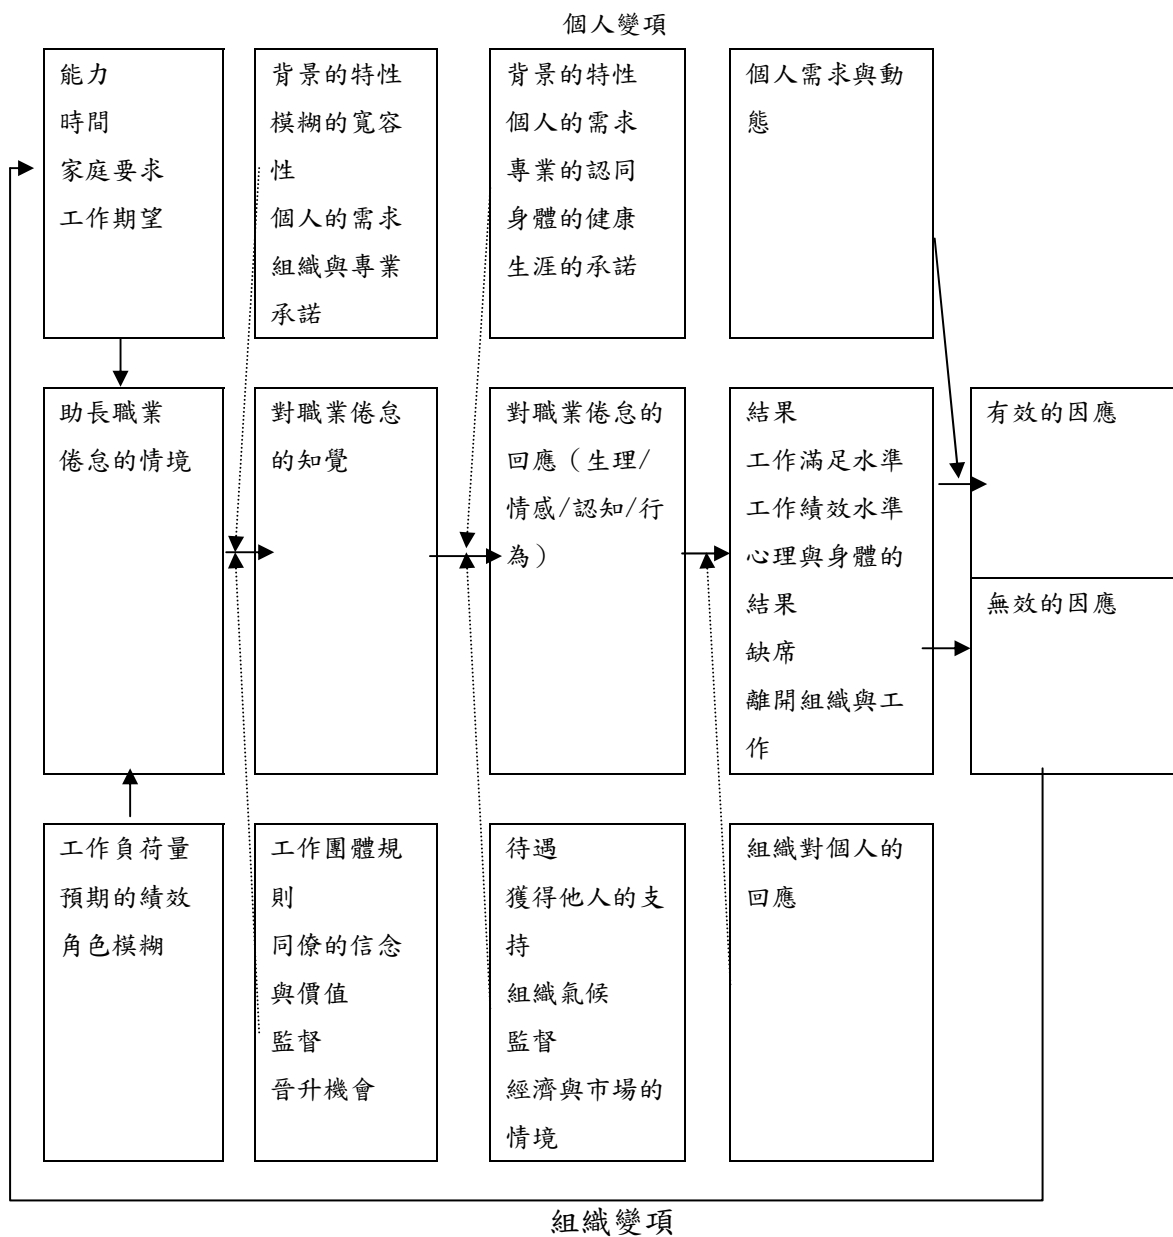 個人變項
能力
時間
家庭要求
工作期望
背景的特性
模糊的寬容
性
個人的需求
組織與專業
承諾
背景的特性
個人的需求
專業的認同
身體的健康
生涯的承諾
個人需求與動
態
助長職業
倦怠的情境
對職業倦怠
的知覺
對職業倦怠的
回應（生理/
情感/認知/行
為）
結果
工作滿足水準
工作績效水準
心理與身體的
結果
缺席
離開組織與工
作
有效的因應
無效的因應
工作負荷量
預期的績效
角色模糊
工作團體規
則
同僚的信念
與價值
監督
晉升機會
待遇
獲得他人的支
持
組織氣候
監督
經濟與市場的
情境
組織對個人的
回應
組織變項